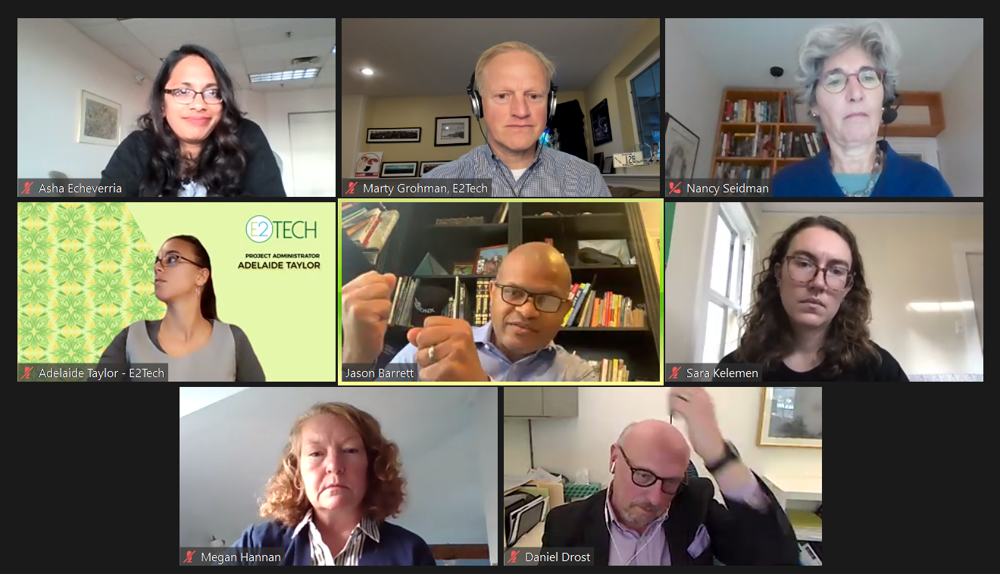 Asha Echeverria
Marty Grohman, E2Tech
128
Nancy Seidman
E2TECH
PROJECT ADMINISTRATOR
ADELAIDE TAYLOR
Adelaide Taylor - E2Tech
Jason Barrett
Sara Kelemen
Megan Hannan
Daniel Drost